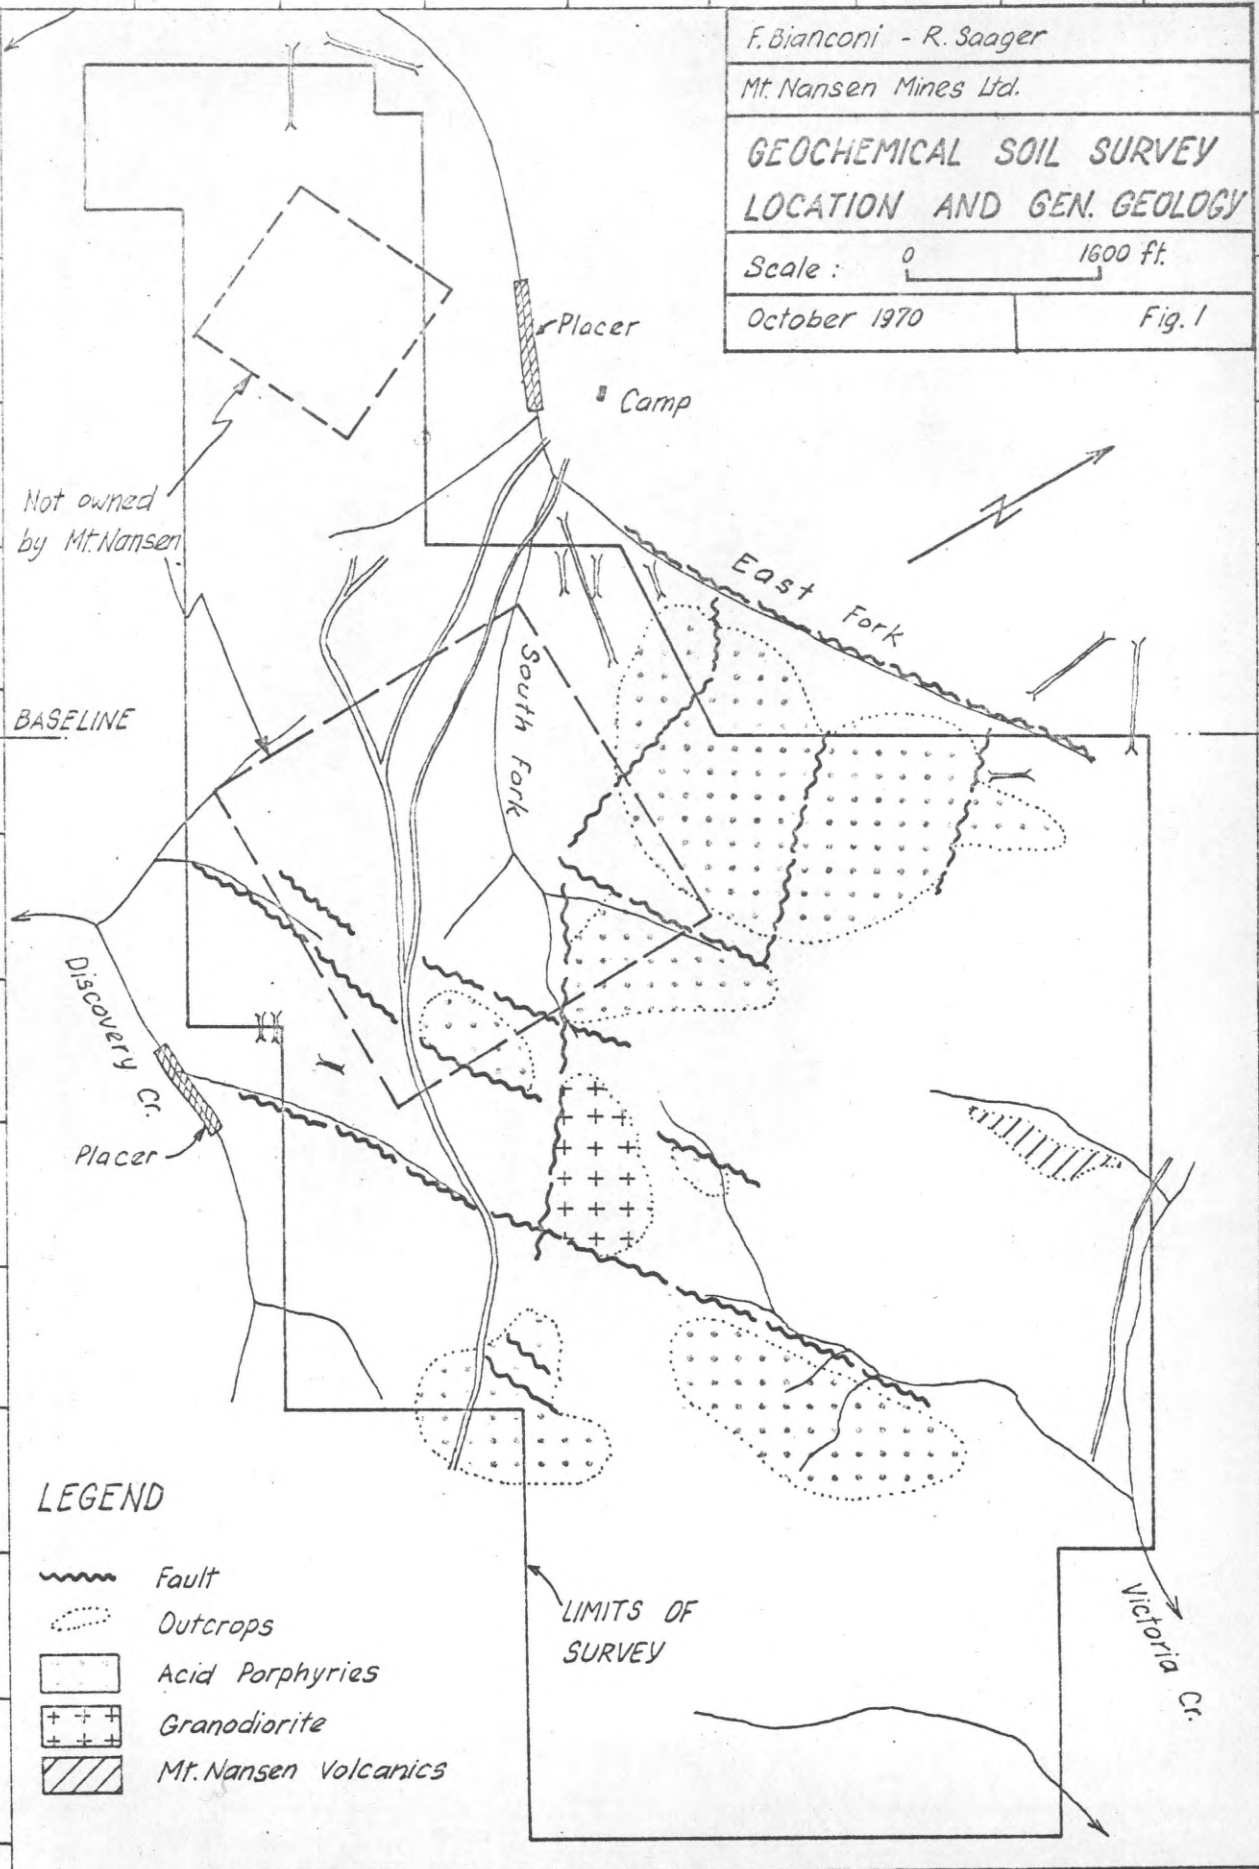 F. Bianconi - R. Saager
Mt. Nansen Mines Ltd.
GEOCHEMICAL SOIL SURVEY
LOCATION AND GEN. GEOLOGY
Scale : 0 1600 ft.
October 1970 Fig. 1
Placer
Camp
Not owned
by Mt. Nansen
East Fork
South Fork
BASELINE
Discovery Cr.
Placer
LEGEND
Fault
Outcrops
Acid Porphyries
Granodiorite
Mt. Nansen Volcanics
LIMITS OF
SURVEY
Victoria Cr.